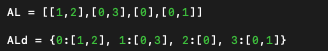 AL = [[1,2],[0,3],[0],[0,1]]
ALd = {0:[1,2], 1:[0,3], 2:[0], 3:[0,1]}